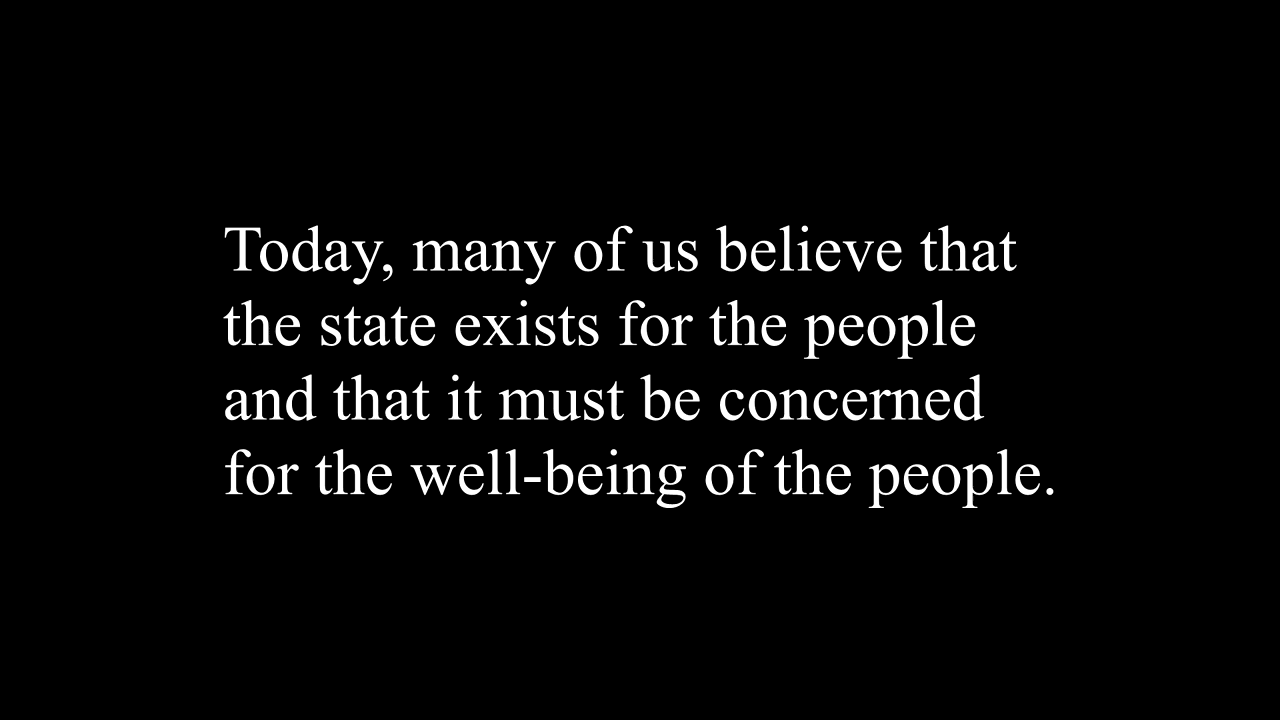 Today, many of us believe that
the state exists for the people
and that it must be concerned
for the well-being of the people.